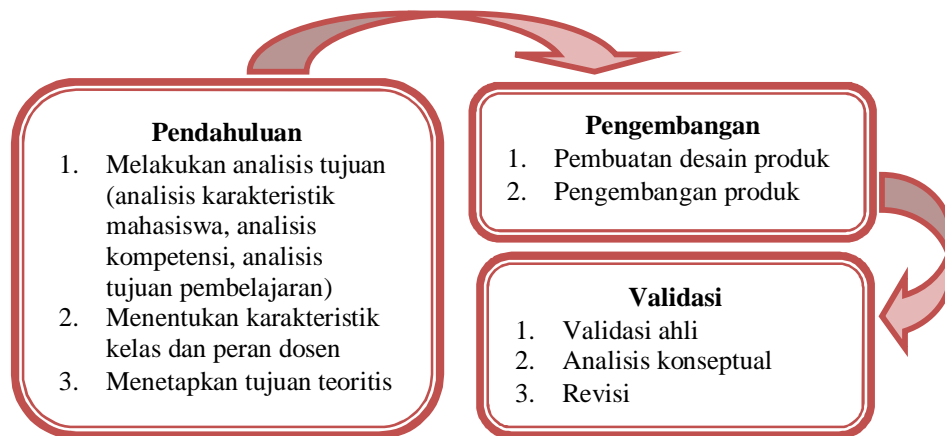 Pendahuluan
1. Melakukan analisis tujuan
(analisis karakteristik
mahasiswa, analisis
kompetensi, analisis
tujuan pembelajaran)
2. Menentukan karakteristik
kelas dan peran dosen
3. Menetapkan tujuan teoritis
Pengembangan
1. Pembuatan desain produk
2. Pengembangan produk
Validasi
1. Validasi ahli
2. Analisis konseptual
3. Revisi